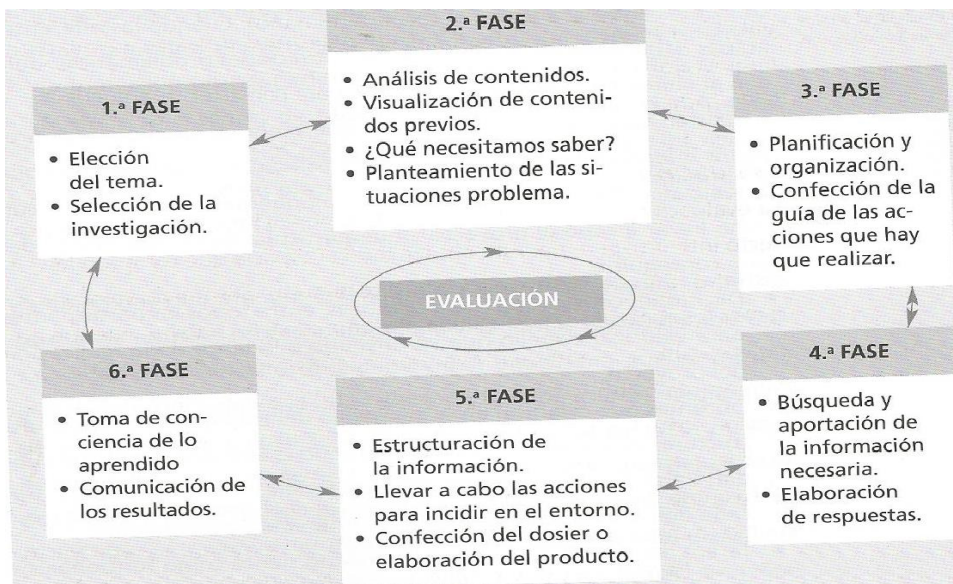 1.ª FASE
• Elección
del tema.
• Selección de la
investigación.
2.ª FASE
• Análisis de contenidos.
• Visualización de conteni-
dos previos.
• ¿Qué necesitamos saber?
• Planteamiento de las si-
tuaciones problema.
3.ª FASE
• Planificación y
organización.
• Confección de la
guía de las ac-
ciones que hay
que realizar.
EVALUACIÓN
4.ª FASE
• Búsqueda y
aportación de
la información
necesaria.
• Elaboración
de respuestas.
5.ª FASE
• Estructuración de
la información.
• Llevar a cabo las acciones
para incidir en el entorno.
• Confección del dosier o
elaboración del producto.
6.ª FASE
• Toma de con-
ciencia de lo
aprendido
• Comunicación de
los resultados.